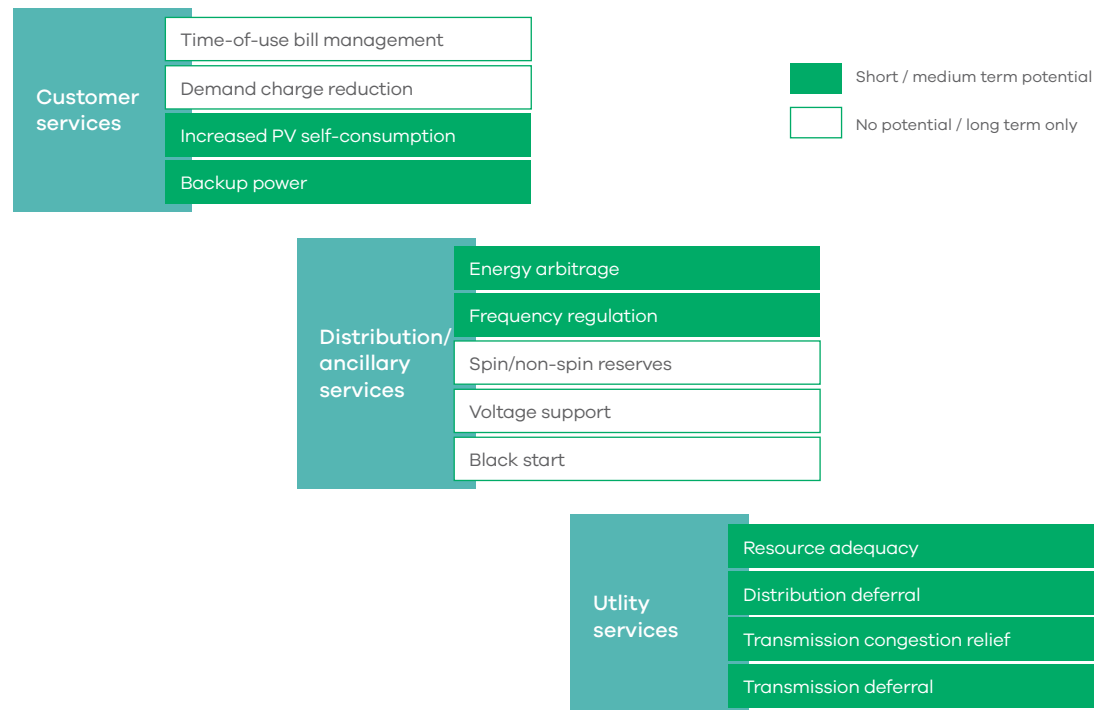 Customer
services
Time-of-use bill management
Demand charge reduction
Increased PV self-consumption
Backup power
Short / medium term potential
No potential / long term only
Distribution/
ancillary
services
Energy arbitrage
Frequency regulation
Spin/non-spin reserves
Voltage support
Black start
Utlity
services
Resource adequacy
Distribution deferral
Transmission congestion relief
Transmission deferral